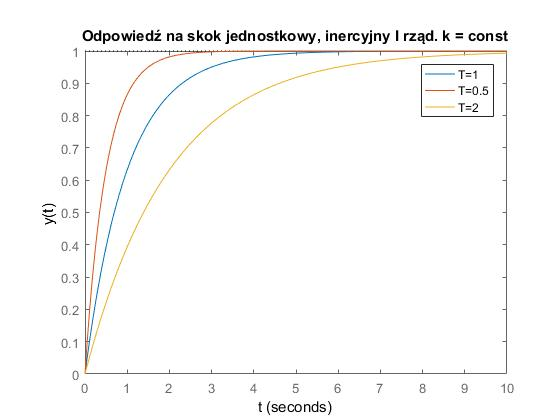 Odpowiedź na skok jednostkowy, inercyjny I rząd. k = const
1
0.9
0.8
0.7
0.6
0.5
0.4
0.3
0.2
0.1
0
y(t)
T=1
T=0.5
T=2
0 1 2 3 4 5 6 7 8 9 10
t (seconds)